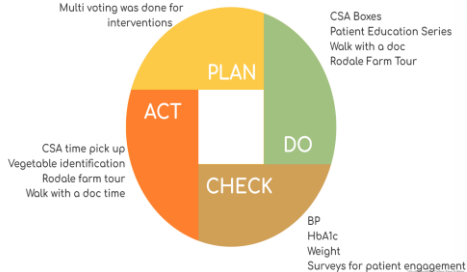 Multi voting was done for
interventions
PLAN
CSA Boxes
Patient Education Series
Walk with a doc
Rodale Farm Tour
DO
CHECK
BP
HbA1c
Weight
Surveys for patient engagement
ACT
CSA time pick up
Vegetable identification
Rodale farm tour
Walk with a doc time